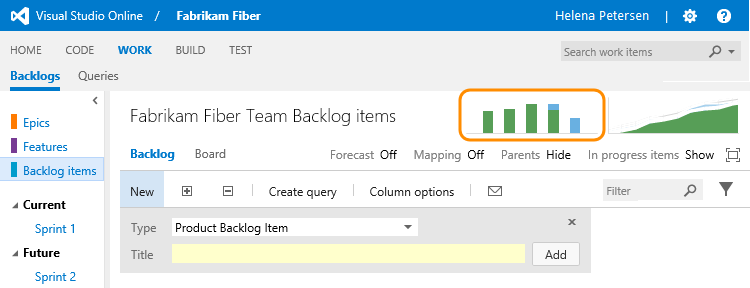 Visual Studio Online / Fabrikam Fiber Helena Petersen
HOME CODE WORK BUILD TEST Search work items
Backlogs Queries
Epics
Features
Backlog items
Current
Sprint 1
Future
Sprint 2
Fabrikam Fiber Team Backlog items
Backlog Board Forecast Off Mapping Off Parents Hide In progress items Show
New Create query Column options Filter
Type Product Backlog Item
Title Add